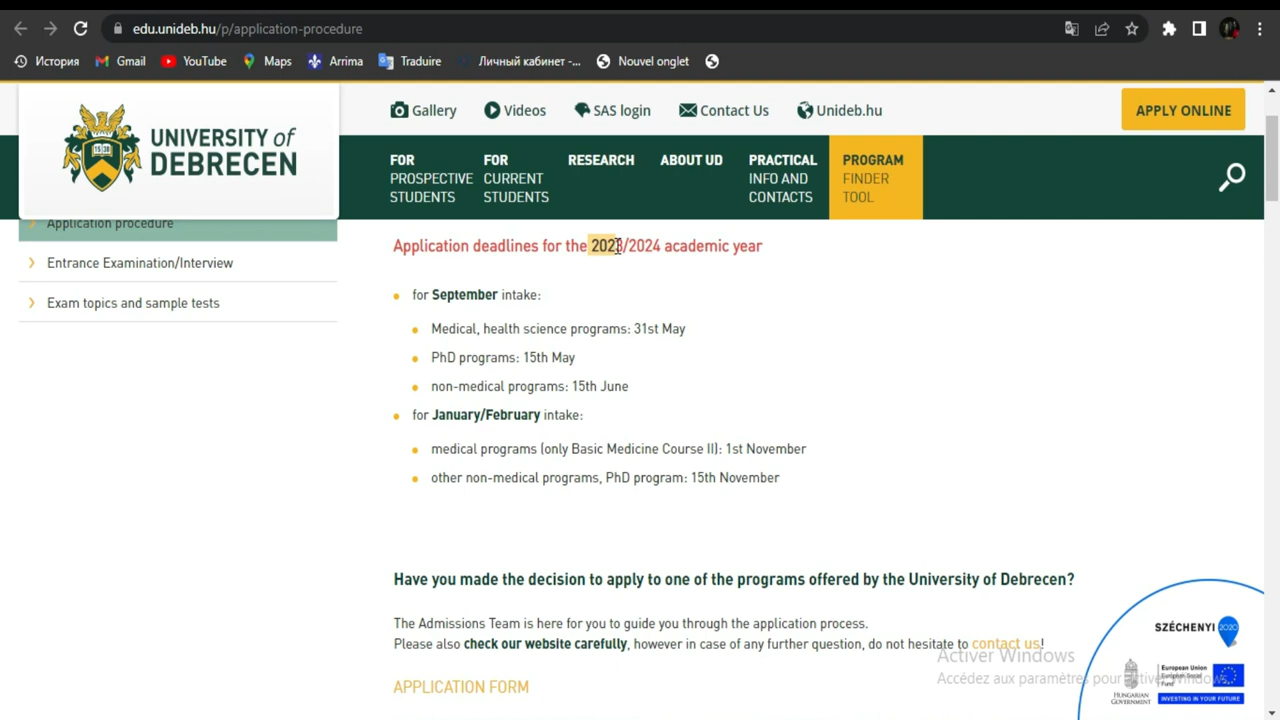 edu.unideb.hu/p/application-procedure
История Gmail YouTube Maps Arrima Traduire Личный кабинет -... Nouvel onglet
UNIVERSITY of
DEBRECEN
Gallery Videos SAS login Contact Us Unideb.hu
APPLY ONLINE
FOR
PROSPECTIVE
STUDENTS
FOR
CURRENT
STUDENTS
RESEARCH
ABOUT UD
PRACTICAL
INFO AND
CONTACTS
PROGRAM
FINDER
TOOL
Application procedure
Entrance Examination/Interview
Exam topics and sample tests
Application deadlines for the 2023/2024 academic year
for September intake:
Medical, health science programs: 31st May
PhD programs: 15th May
non-medical programs: 15th June
for January/February intake:
medical programs (only Basic Medicine Course II): 1st November
other non-medical programs, PhD program: 15th November
Have you made the decision to apply to one of the programs offered by the University of Debrecen?
The Admissions Team is here for you to guide you through the application process.
Please also check our website carefully, however in case of any further question, do not hesitate to contact us!
APPLICATION FORM
Activer Windows
Accédez aux paramètres pour activer Windows.
SZÉCHENYI 2020
HUNGARIAN
GOVERNMENT
European Union
European Social
Fund
INVESTING IN YOUR FUTURE